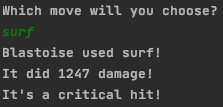 Which move will you choose?
surf
Blastoise used surf!
It did 1247 damage!
It's a critical hit!